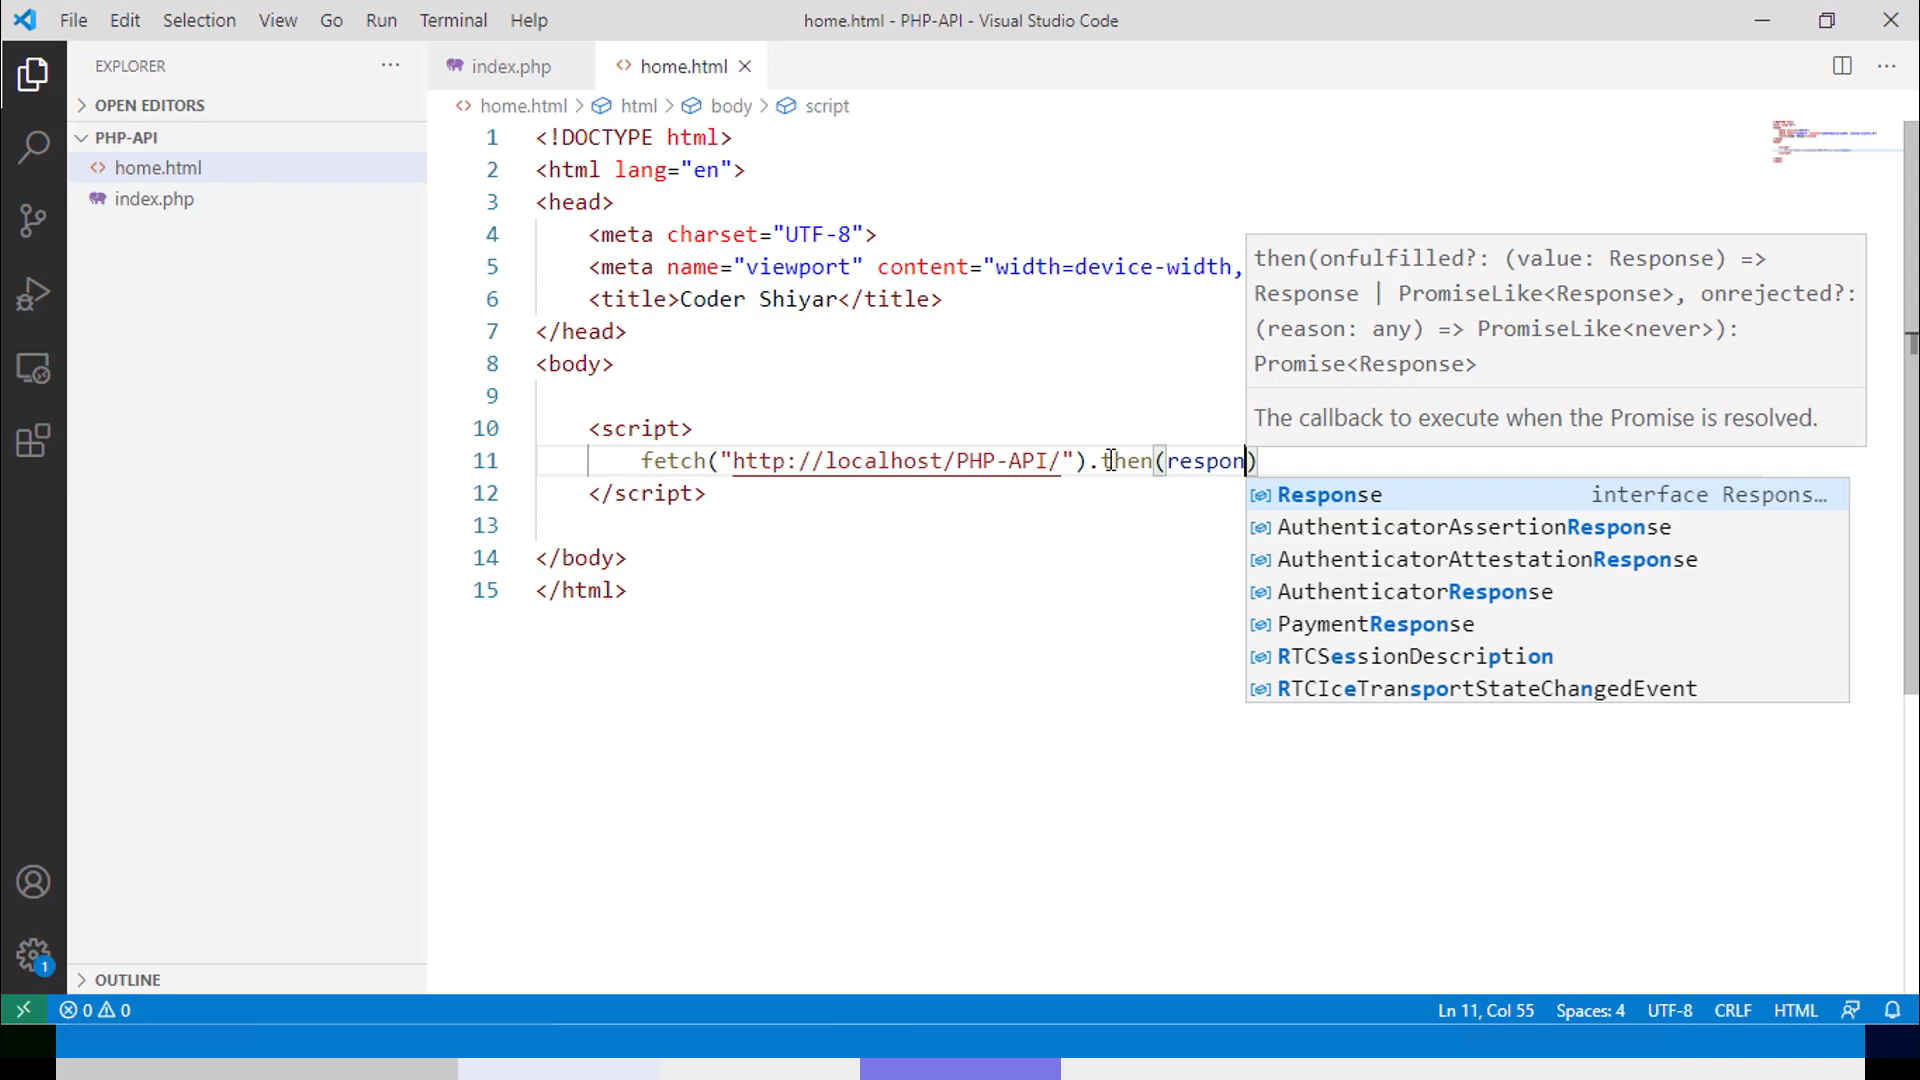 File Edit Selection View Go Run Terminal Help
home.html - PHP-API - Visual Studio Code
EXPLORER
OPEN EDITORS
PHP-API
home.html
index.php
index.php
home.html
home.html > html > body > script
1 <!DOCTYPE html>
2 <html lang="en">
3 <head>
4 <meta charset="UTF-8">
5 <meta name="viewport" content="width=device-width,
6 <title>Coder Shiyar</title>
7 </head>
8 <body>
9
10 <script>
11 fetch("http://localhost/PHP-API/").then(respon)
12 </script>
13
14 </body>
15 </html>
then(onfulfilled?: (value: Response) =>
Response | PromiseLike<Response>, onrejected?:
(reason: any) => PromiseLike<never>):
Promise<Response>
The callback to execute when the Promise is resolved.
Response interface Respons…
AuthenticatorAssertionResponse
AuthenticatorAttestationResponse
AuthenticatorResponse
PaymentResponse
RTCSessionDescription
RTCIceTransportStateChangedEvent
1
OUTLINE
0 0
Ln 11, Col 55 Spaces: 4 UTF-8 CRLF HTML